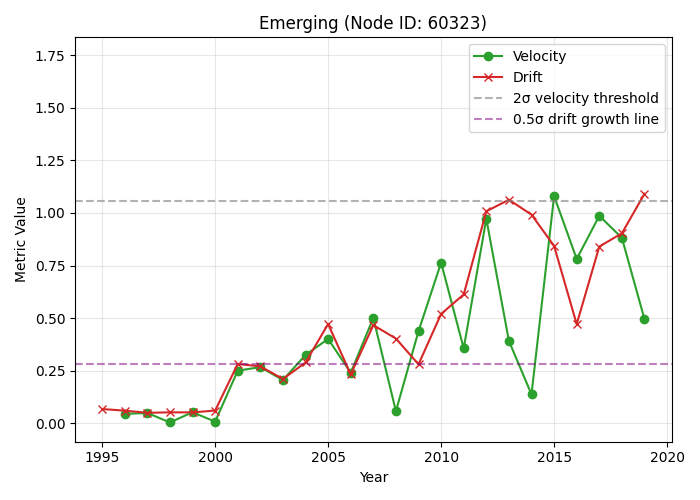 Emerging (Node ID: 60323)
Velocity
Drift
2σ velocity threshold
0.5σ drift growth line
Metric Value
1.75
1.50
1.25
1.00
0.75
0.50
0.25
0.00
1995 2000 2005 2010 2015 2020
Year